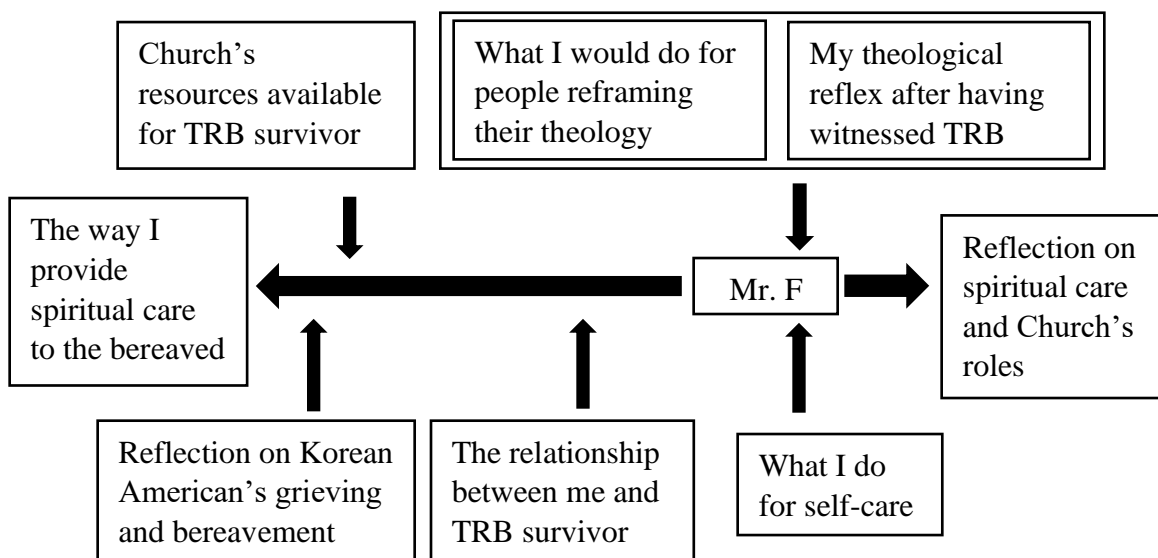 Church’s
resources available
for TRB survivor
What I would do for
people reframing
their theology
My theological
reflex after having
witnessed TRB
The way I
provide
spiritual care
to the bereaved
Mr. F
Reflection on
spiritual care
and Church’s
roles
Reflection on Korean
American’s grieving
and bereavement
The relationship
between me and
TRB survivor
What I do
for self-care